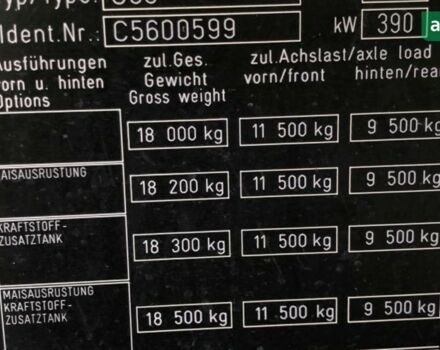 Ident.Nr.: C5600599 kW 390 a
Ausführungen zul.Ges. zul.Achslast/axle load
vorn u. hinten Gewicht vorn/front hinten/rear
Options Gross weight
18 000 kg 11 500 kg 9 500 kg
MAISAUSRÜSTUNG 18 200 kg 11 500 kg 9 500 kg
KRAFTSTOFF-
ZUSATZTANK 18 300 kg 11 500 kg 9 500 kg
MAISAUSRÜSTUNG
KRAFTSTOFF-
ZUSATZTANK 18 500 kg 11 500 kg 9 500 kg